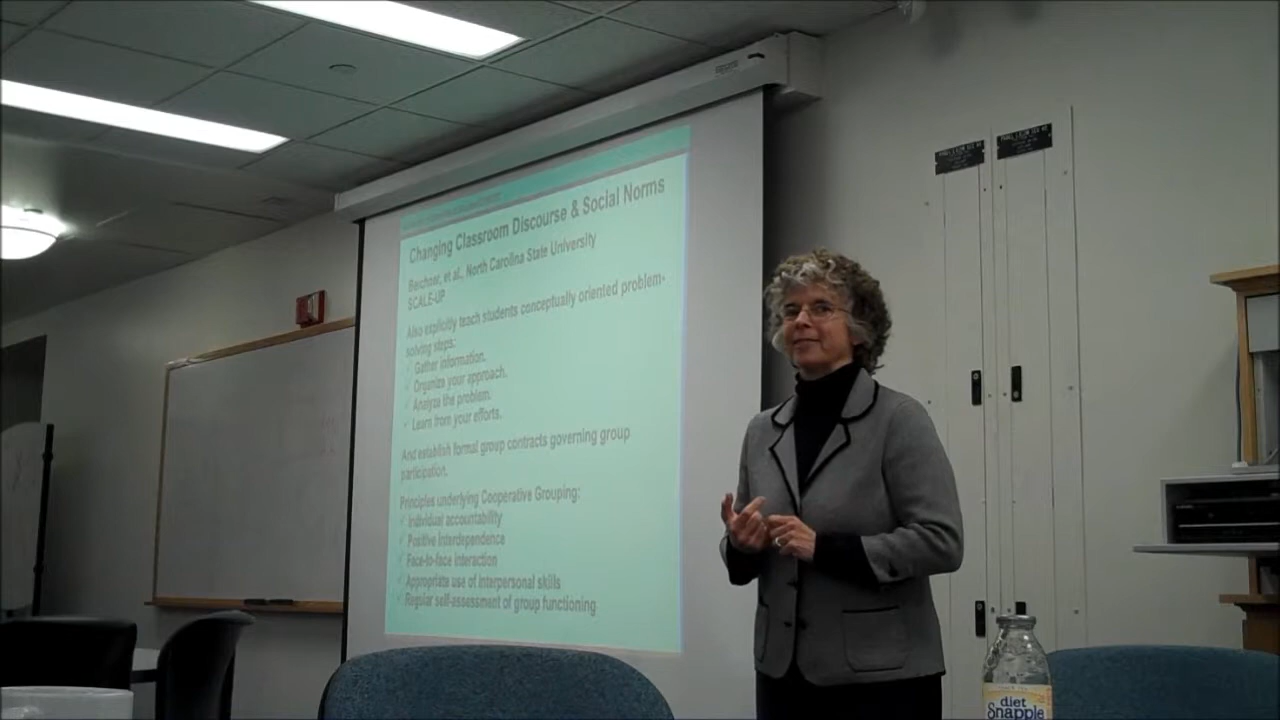 Changing Classroom Discourse & Social Norms
Beichner, et al., North Carolina State University
SCALE-UP
Also explicitly teach students conceptually oriented problem-
solving steps:
✓ Gather information.
✓ Organize your approach.
✓ Analyze the problem.
✓ Learn from your efforts.
And establish formal group contracts governing group
participation.
Principles underlying Cooperative Grouping:
✓ Individual accountability
✓ Positive Interdependence
✓ Face-to-face interaction
✓ Appropriate use of interpersonal skills
✓ Regular self-assessment of group functioning
diet
Snapple